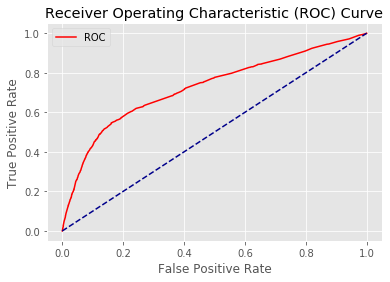 Receiver Operating Characteristic (ROC) Curve
ROC
1.0
0.8
0.6
0.4
0.2
0.0
True Positive Rate
0.0 0.2 0.4 0.6 0.8 1.0
False Positive Rate